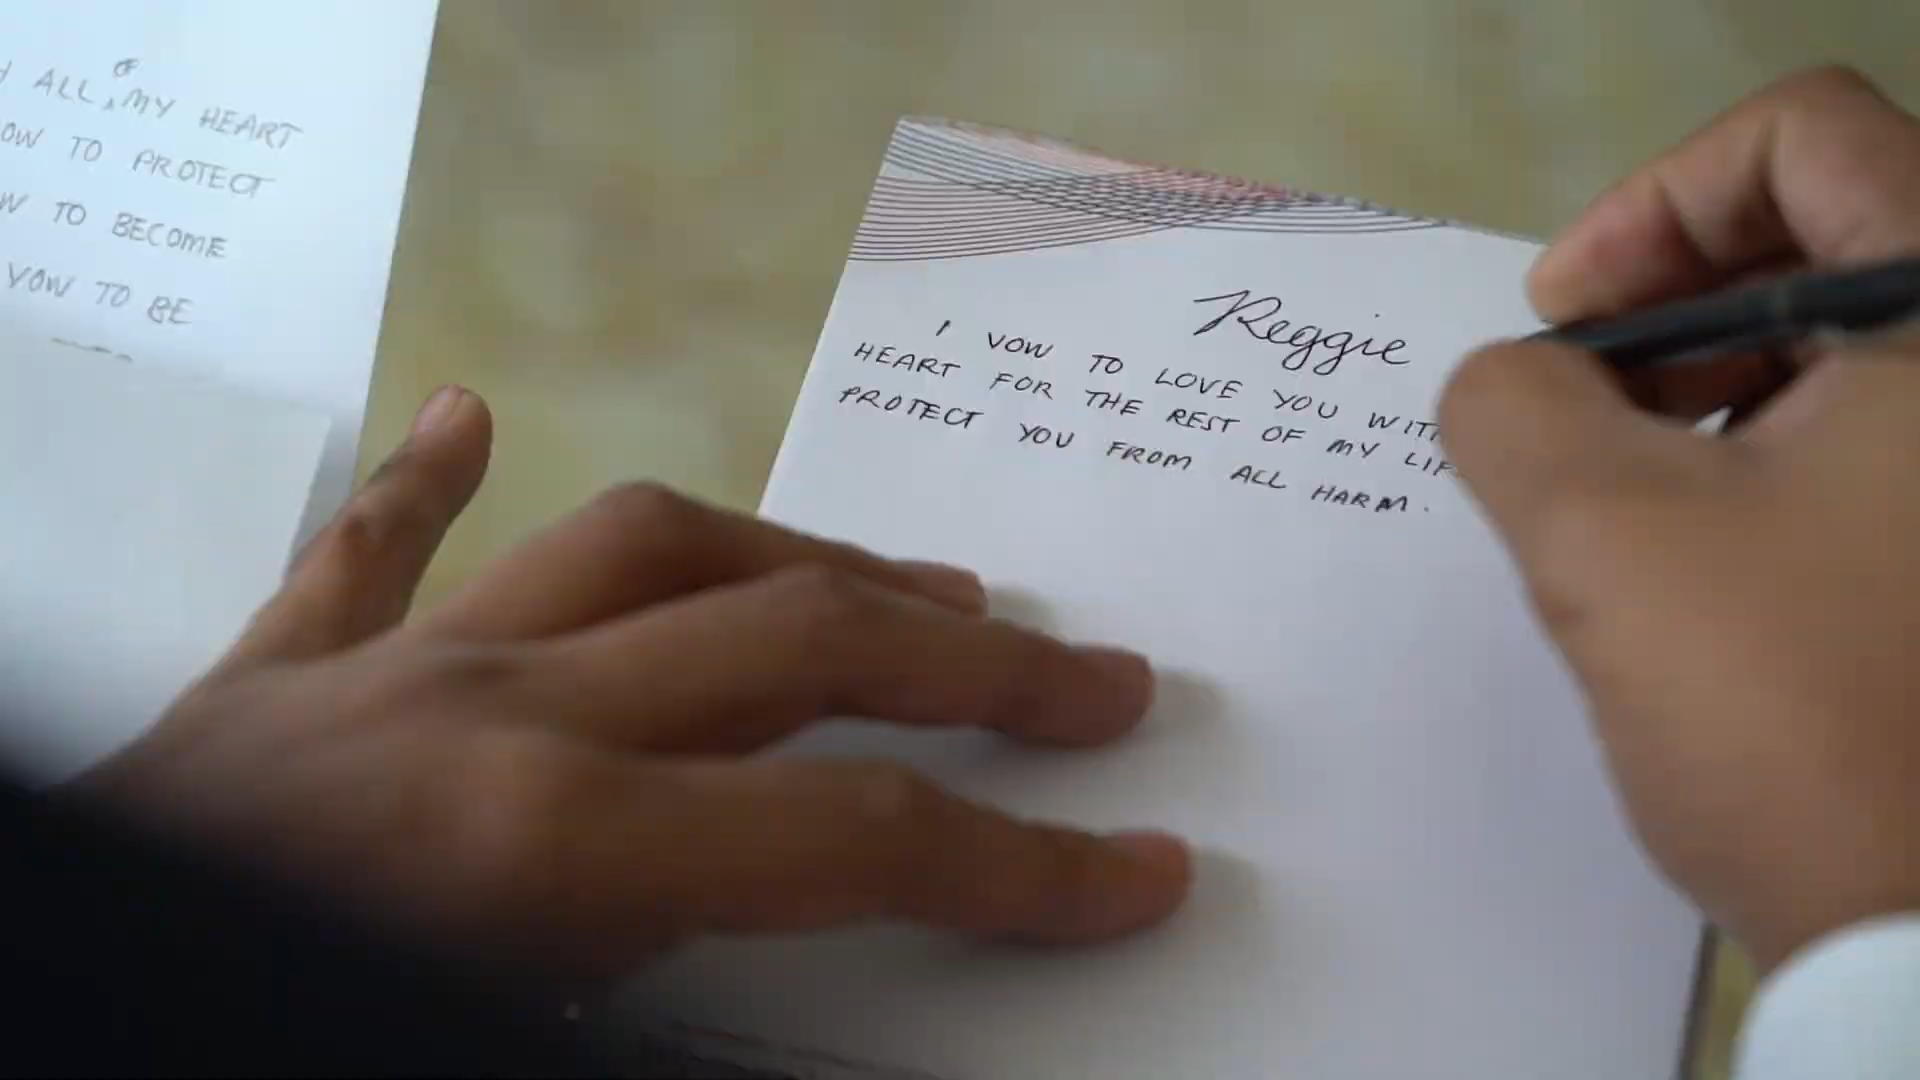 ALL OF MY HEART
TO PROTECT
TO BECOME
VOW TO BE
Reggie
I VOW TO LOVE YOU
HEART FOR THE REST OF MY
PROTECT YOU FROM ALL HARM.